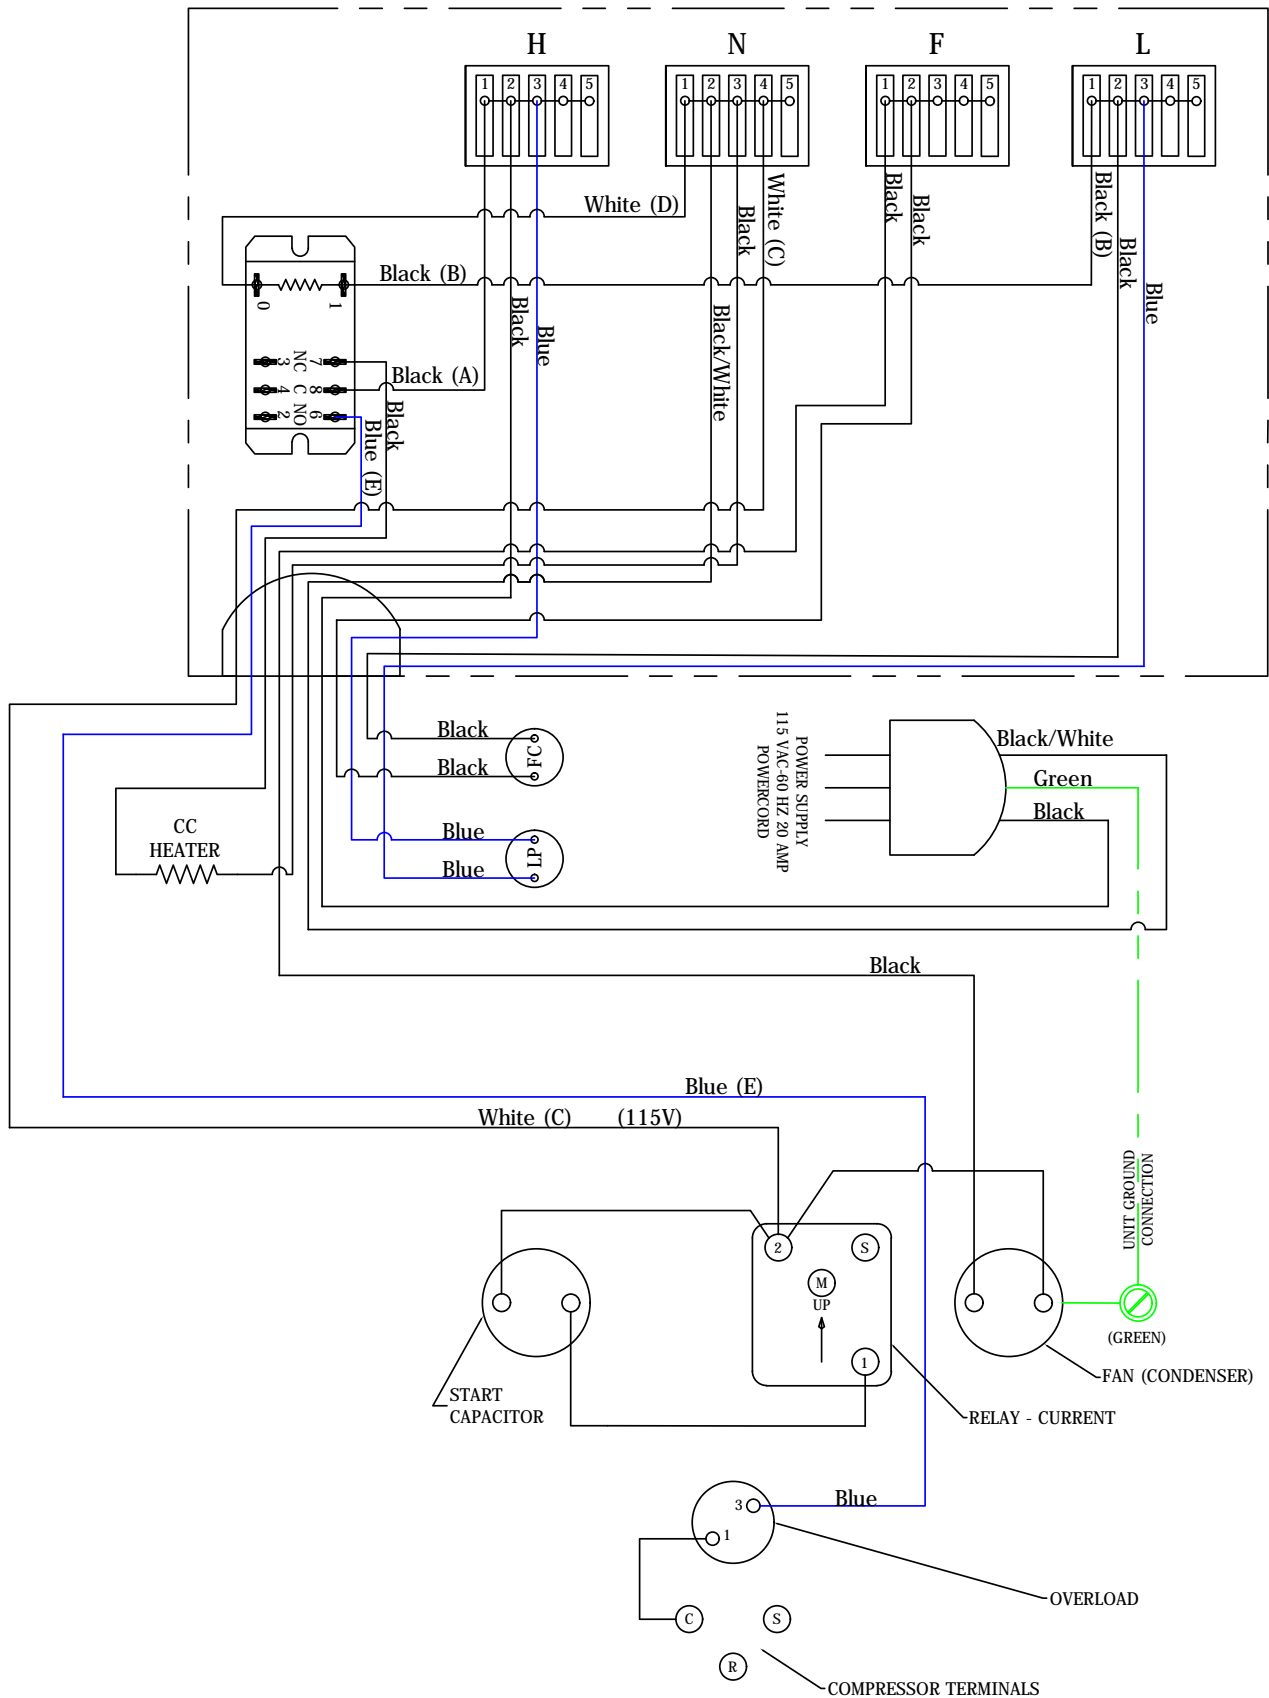 H N F L
1 2 3 4 5
1 2 3 4 5
1 2 3 4 5
1 2 3 4 5
White (D)
Black
White (C)
Black
Black
Black (B)
Black
Blue
Black (B)
0 1
Black
Blue
Black/White
3 NC 7
4 C 8
2 NO 6
Black (A)
Black
Blue (E)
Black
Black
FC
Blue
Blue
LP
POWER SUPPLY
115 VAC-60 HZ 20 AMP
POWERCORD
Black/White
Green
Black
CC
HEATER
Black
Blue (E)
White (C) (115V)
UNIT GROUND
CONNECTION
2 S
M
UP
1
(GREEN)
FAN (CONDENSER)
START
CAPACITOR
RELAY - CURRENT
3
Blue
1
OVERLOAD
C S
R
COMPRESSOR TERMINALS